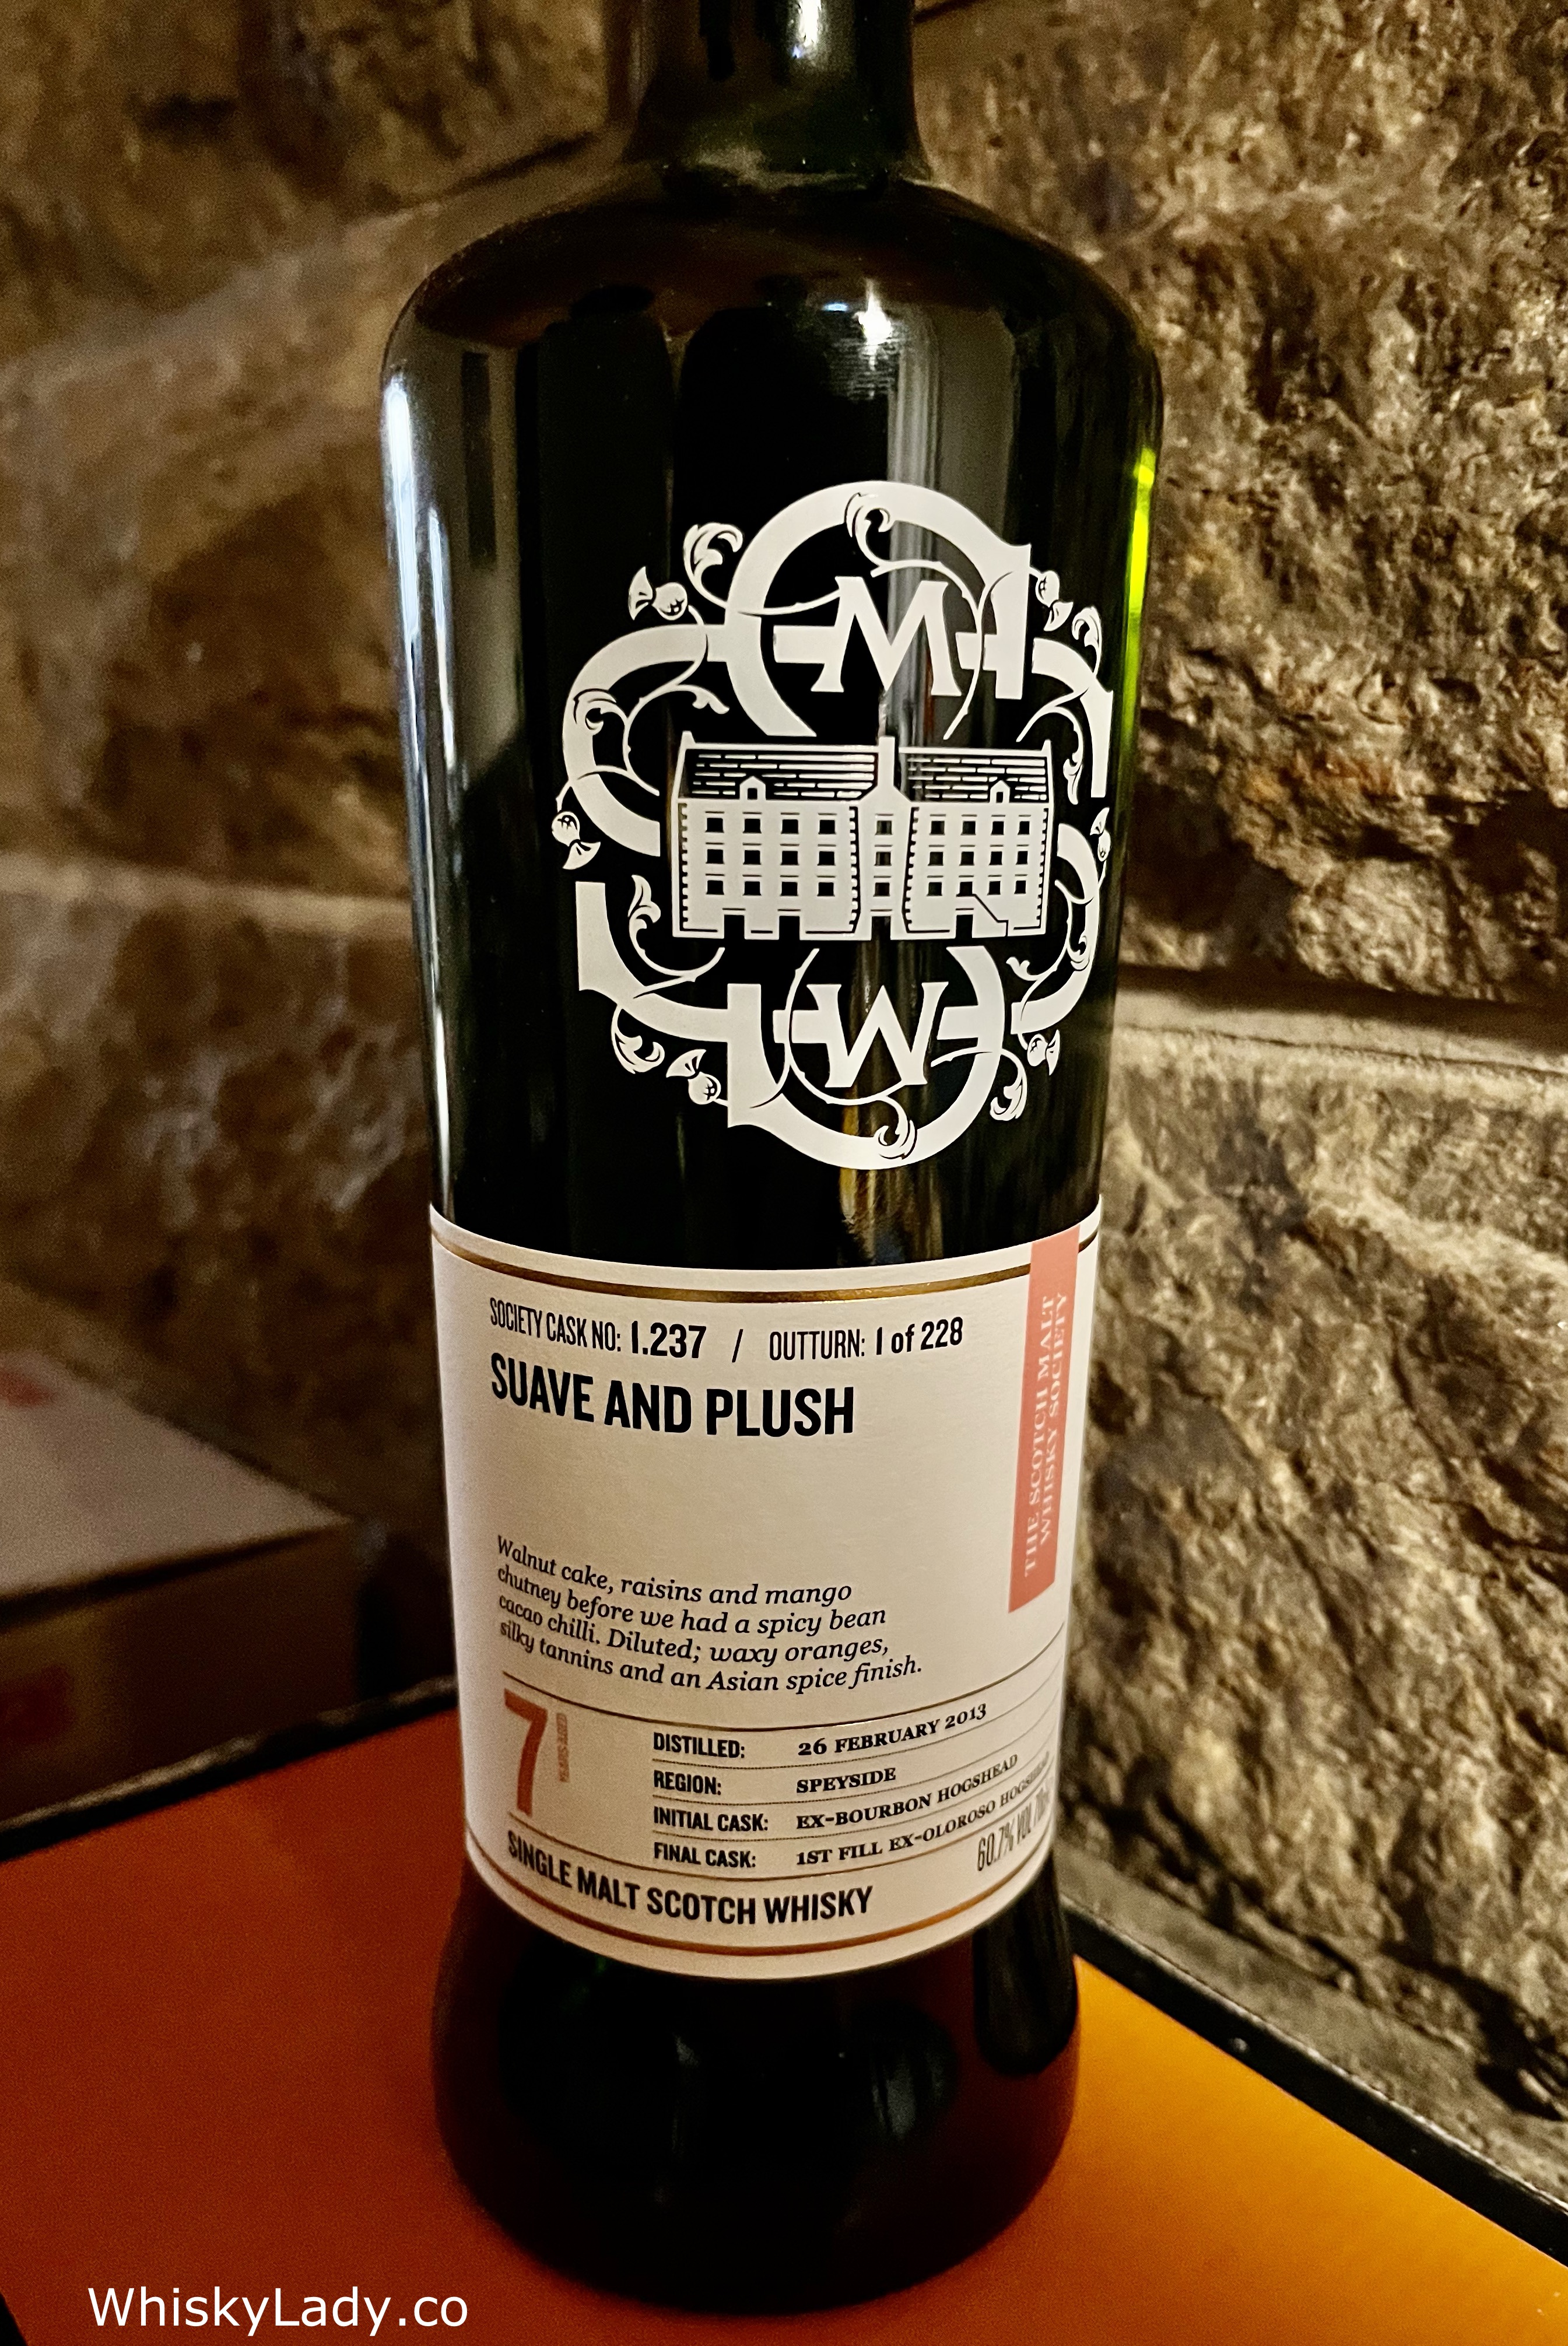 M
W
SOCIETY CASK NO: 1.237 / OUTTURN: 1 of 228
SUAVE AND PLUSH
THE SCOTCH MALT
WHISKY SOCIETY
Walnut cake, raisins and mango
chutney before we had a spicy bean
cacao chilli. Diluted; waxy oranges,
silky tannins and an Asian spice finish.
7
DISTILLED: 26 FEBRUARY 2013
REGION: SPEYSIDE
INITIAL CASK: EX-BOURBON HOGSHEAD
FINAL CASK: 1ST FILL EX-OLOROSO HOGSHEAD
60.7% VOL
SINGLE MALT SCOTCH WHISKY
WhiskyLady.co